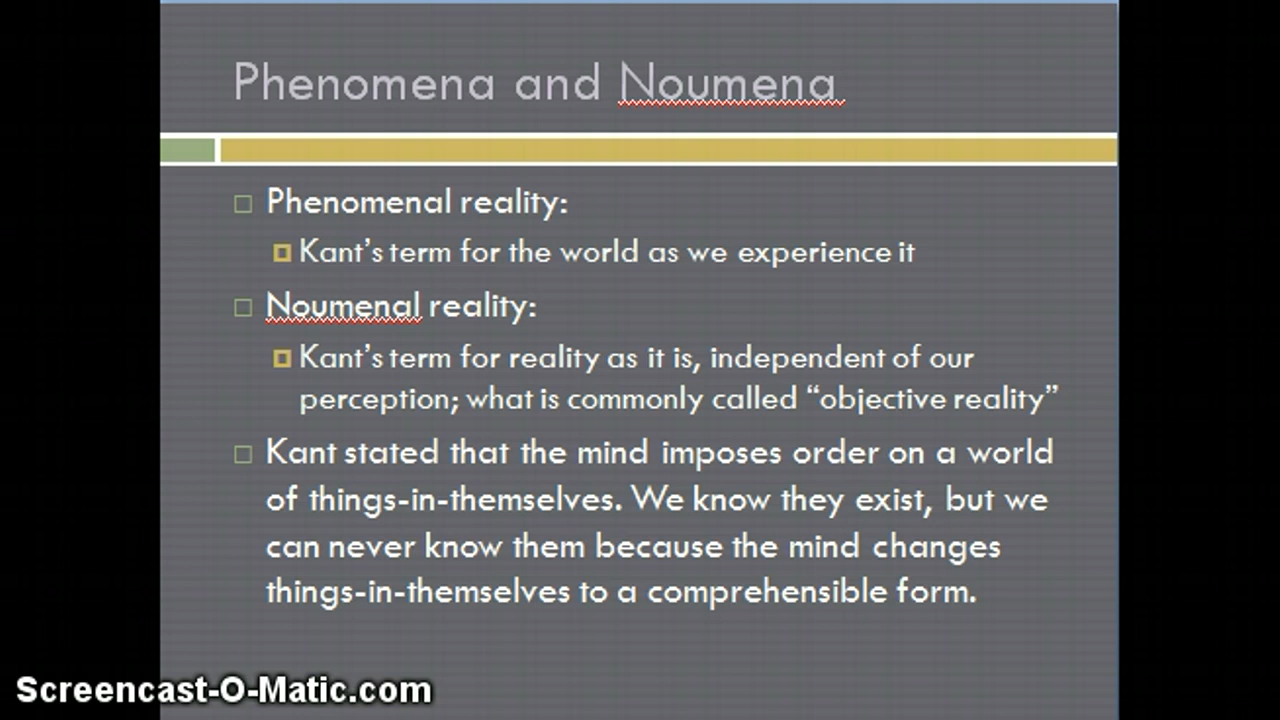 Phenomena and Noumena
Phenomenal reality:
Kant's term for the world as we experience it
Noumenal reality:
Kant's term for reality as it is, independent of our
perception; what is commonly called “objective reality”
Kant stated that the mind imposes order on a world
of things-in-themselves. We know they exist, but we
can never know them because the mind changes
things-in-themselves to a comprehensible form.
Screencast-O-Matic.com